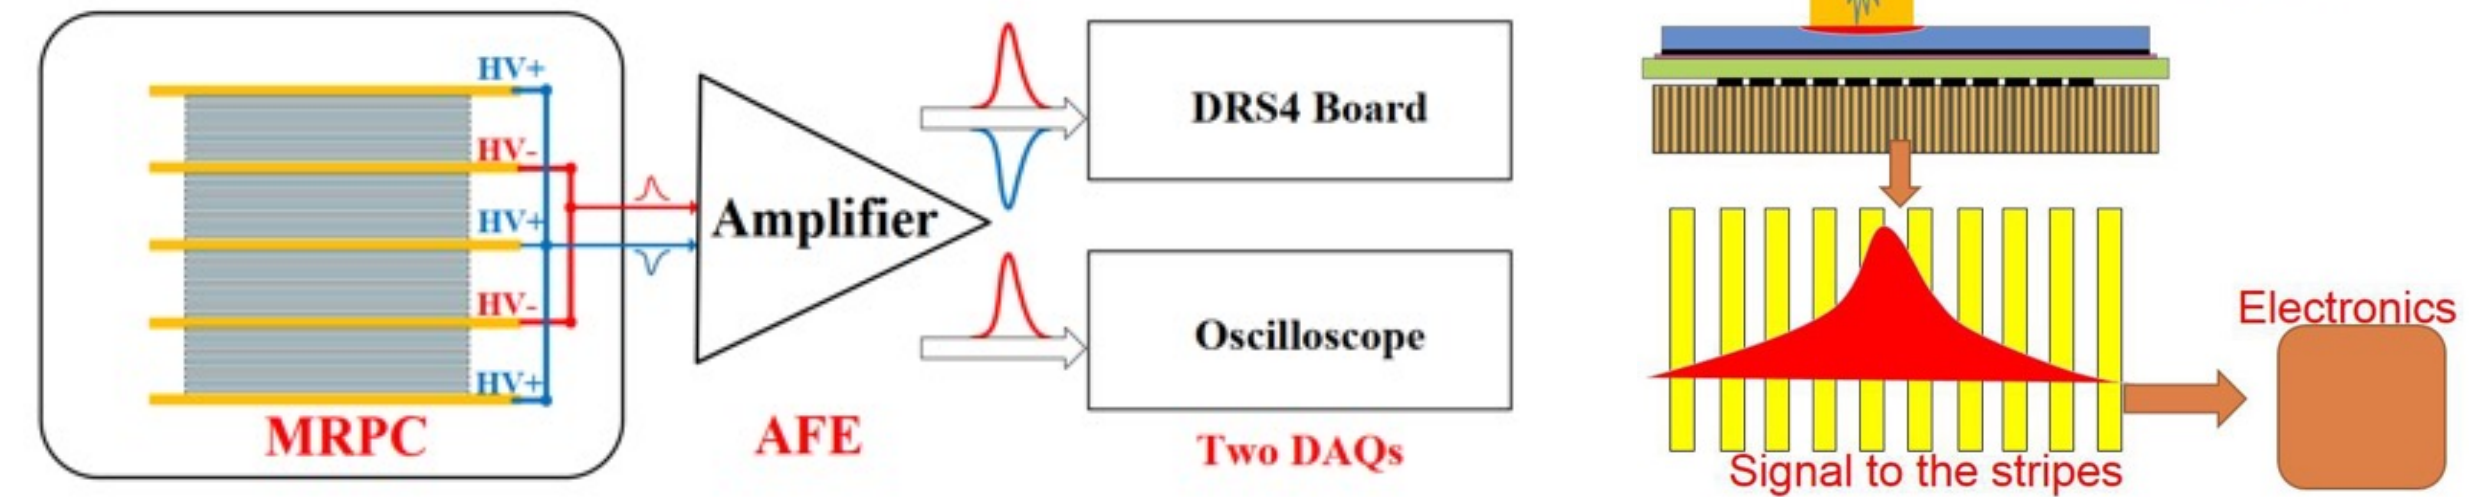 HV+
HV-
HV+
HV-
HV+
MRPC
Amplifier
AFE
DRS4 Board
Oscilloscope
Two DAQs
Signal to the stripes
Electronics